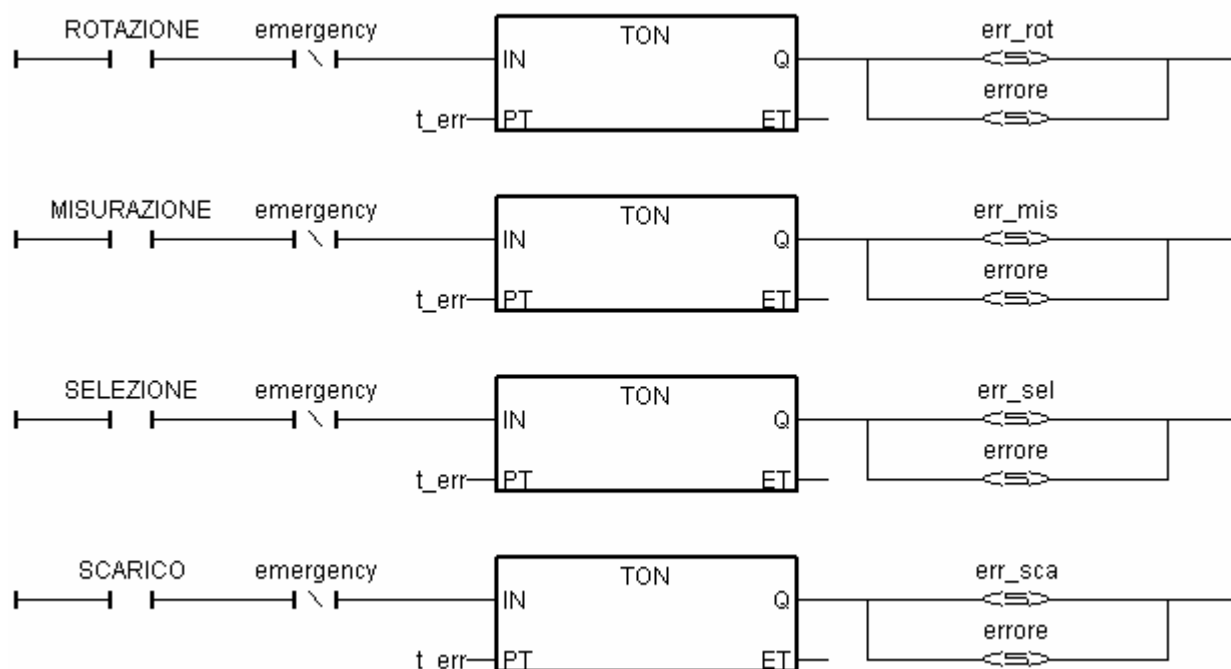 ROTAZIONE emergency TON err_rot
IN Q
errore
t_err PT ET
MISURAZIONE emergency TON err_mis
IN Q
errore
t_err PT ET
SELEZIONE emergency TON err_sel
IN Q
errore
t_err PT ET
SCARICO emergency TON err_sca
IN Q
errore
t_err PT ET